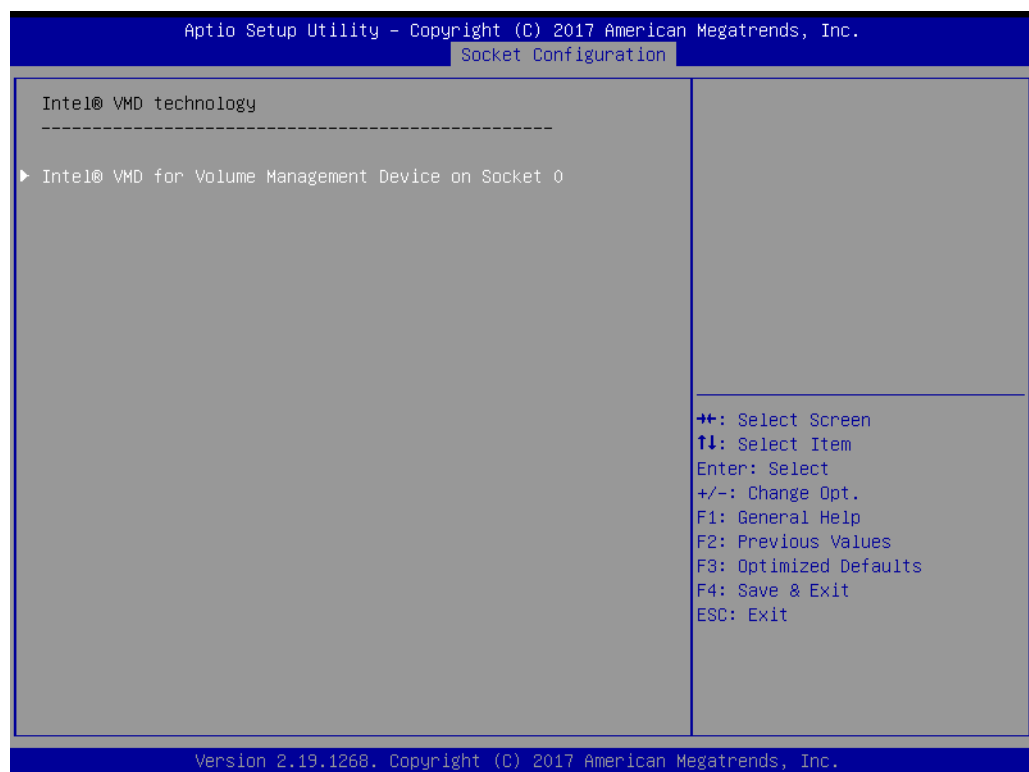 Aptio Setup Utility – Copyright (C) 2017 American Megatrends, Inc.
Socket Configuration
Intel® VMD technology
--------------------------------------------------
▶ Intel® VMD for Volume Management Device on Socket 0
→←: Select Screen
↑↓: Select Item
Enter: Select
+/-: Change Opt.
F1: General Help
F2: Previous Values
F3: Optimized Defaults
F4: Save & Exit
ESC: Exit
Version 2.19.1268. Copyright (C) 2017 American Megatrends, Inc.